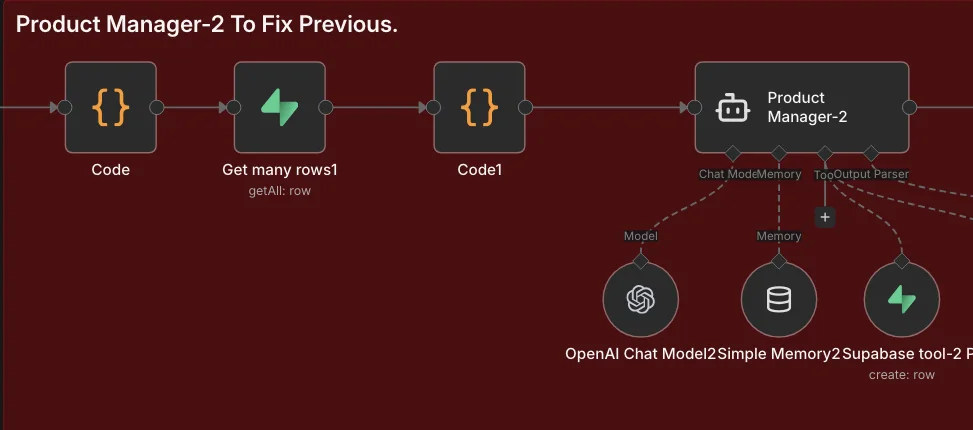 Product Manager-2 To Fix Previous.
Product
Manager-2
Code
Get many rows1
getAll: row
Code1
Chat Mode
Memory
Too
Output Parser
Model
Memory
OpenAI Chat Model2
Simple Memory2
Supabase tool-2
create: row